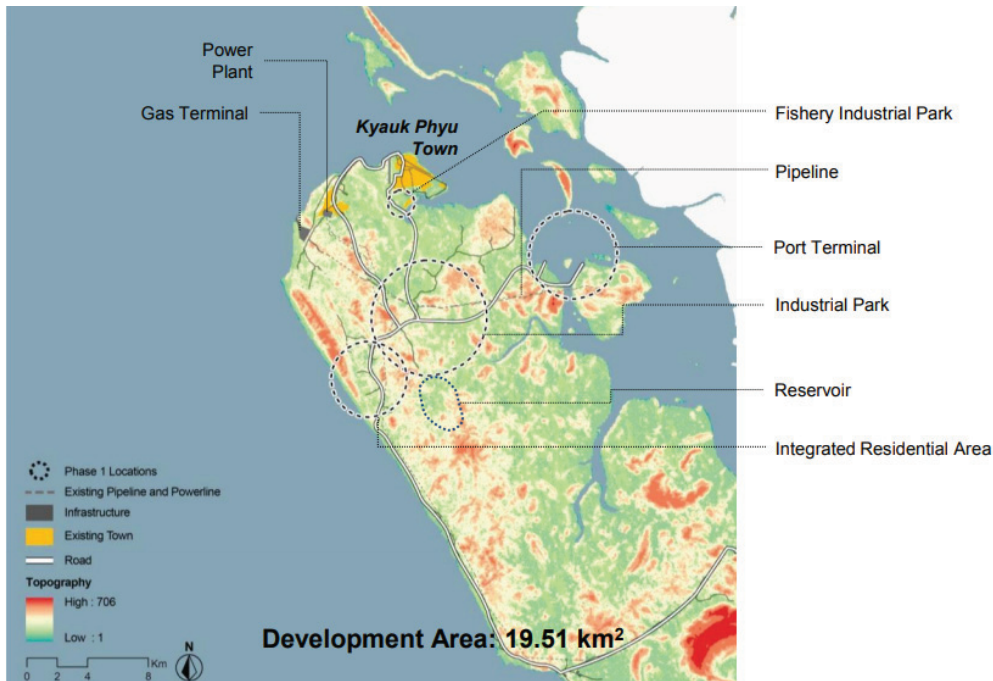 Power
Plant
Gas Terminal
Kyauk Phyu
Town
Fishery Industrial Park
Pipeline
Port Terminal
Industrial Park
Reservoir
Integrated Residential Area
Phase 1 Locations
Existing Pipeline and Powerline
Infrastructure
Existing Town
Road
Topography
High : 706
Low : 1
Development Area: 19.51 km²
N
Km
0 2 4 8